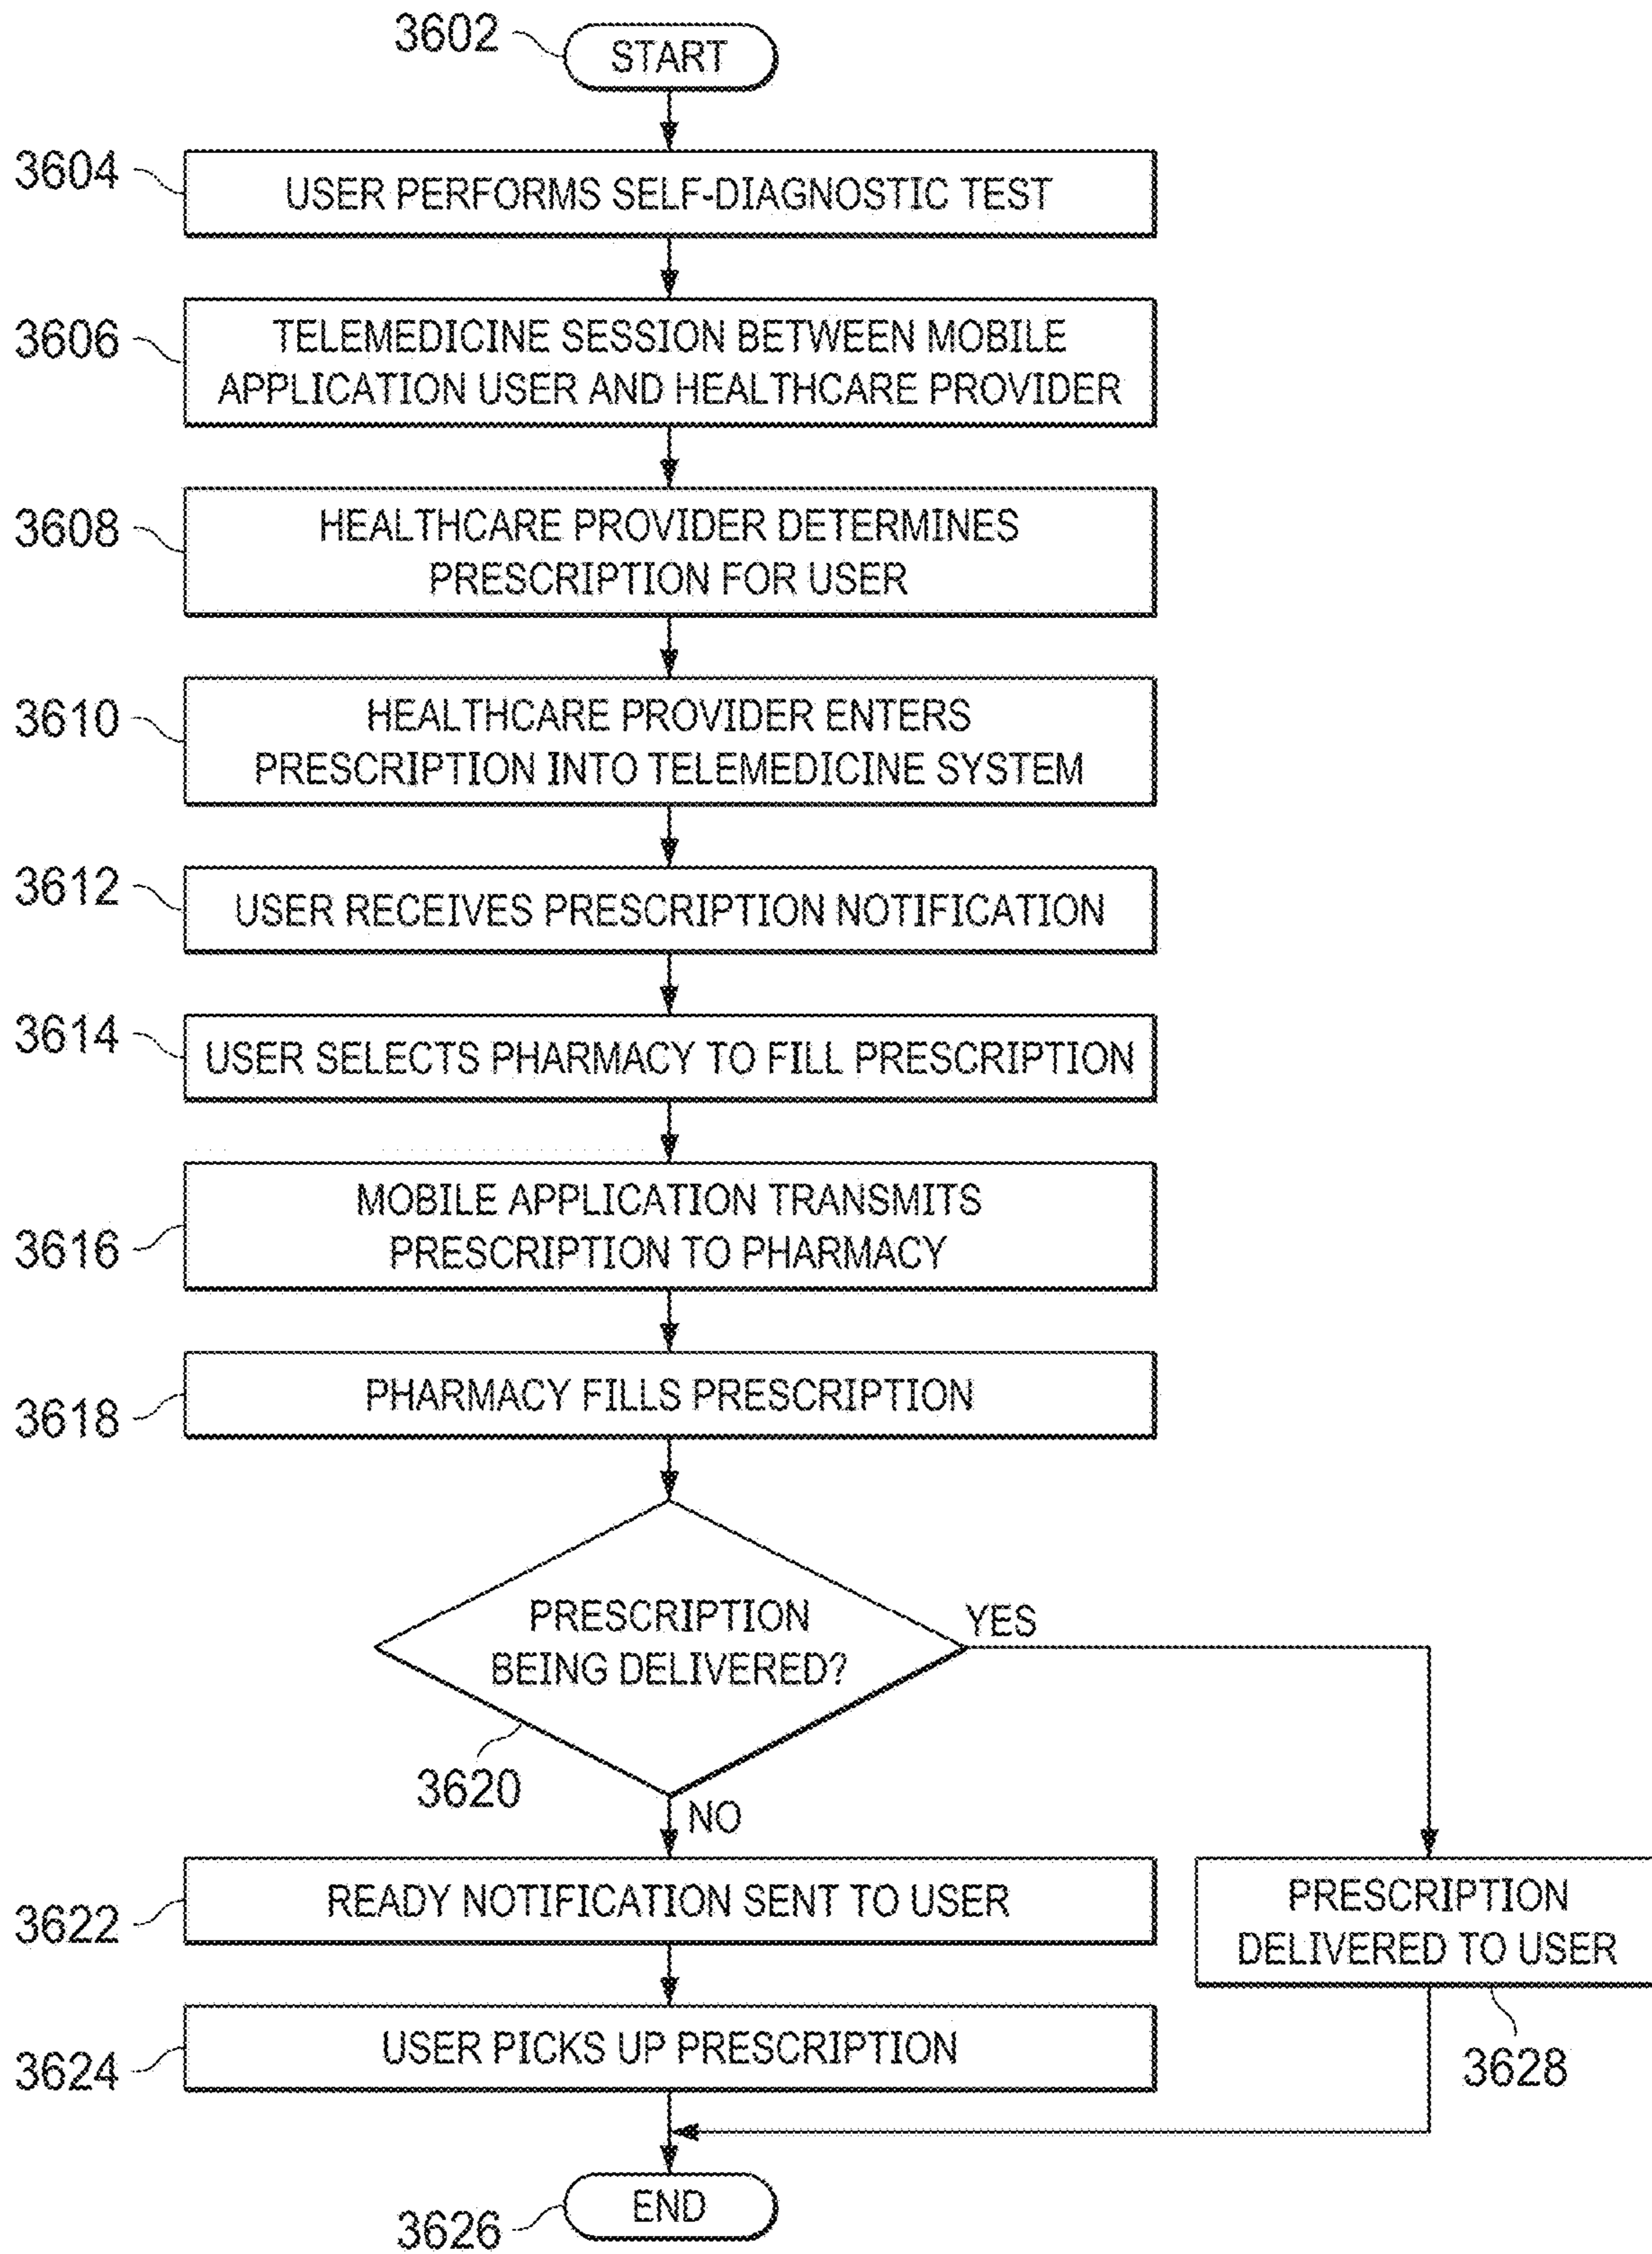 3602
START
3604
USER PERFORMS SELF-DIAGNOSTIC TEST
3606
TELEMEDICINE SESSION BETWEEN MOBILE
APPLICATION USER AND HEALTHCARE PROVIDER
3608
HEALTHCARE PROVIDER DETERMINES
PRESCRIPTION FOR USER
3610
HEALTHCARE PROVIDER ENTERS
PRESCRIPTION INTO TELEMEDICINE SYSTEM
3612
USER RECEIVES PRESCRIPTION NOTIFICATION
3614
USER SELECTS PHARMACY TO FILL PRESCRIPTION
3616
MOBILE APPLICATION TRANSMITS
PRESCRIPTION TO PHARMACY
3618
PHARMACY FILLS PRESCRIPTION
PRESCRIPTION
BEING DELIVERED?
YES
3620
NO
3622
READY NOTIFICATION SENT TO USER
PRESCRIPTION
DELIVERED TO USER
3624
USER PICKS UP PRESCRIPTION
3628
3626
END